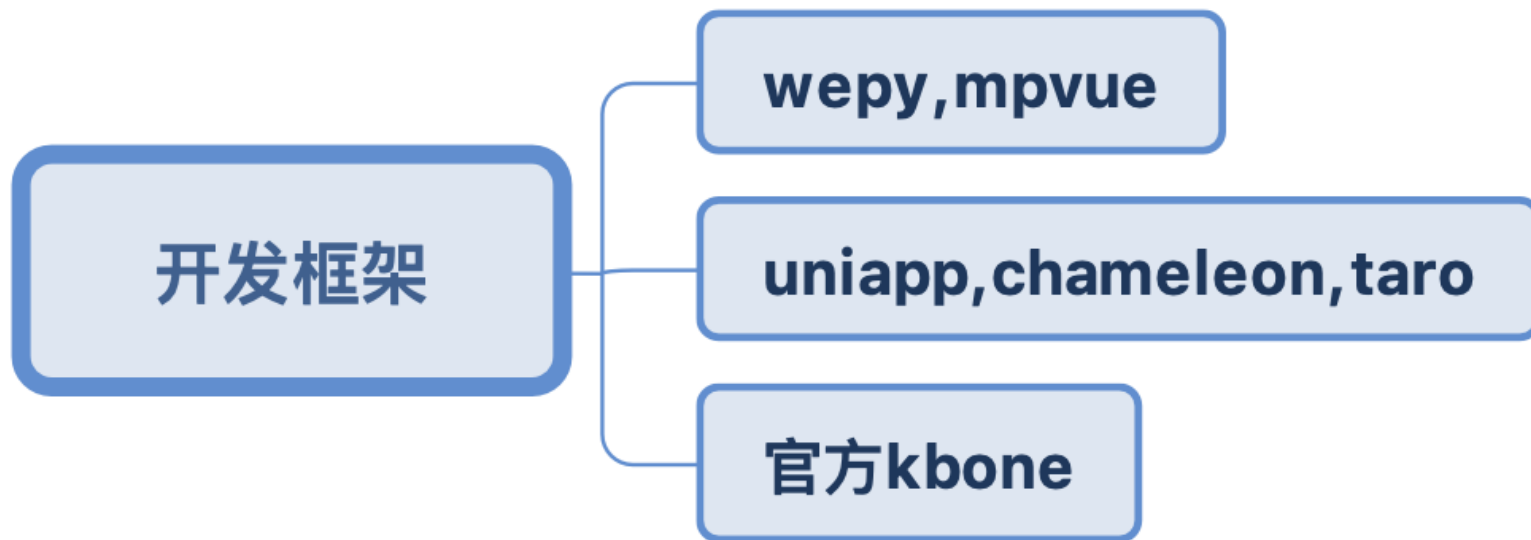 开发框架
wepy,mpvue
uniapp,chameleon,taro
官方kbone